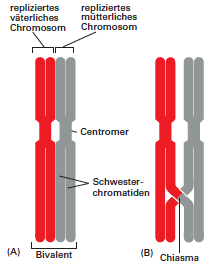 repliziertes
väterliches
Chromosom
repliziertes
mütterliches
Chromosom
Centromer
Schwester-
chromatiden
(A)
Bivalent
(B)
Chiasma